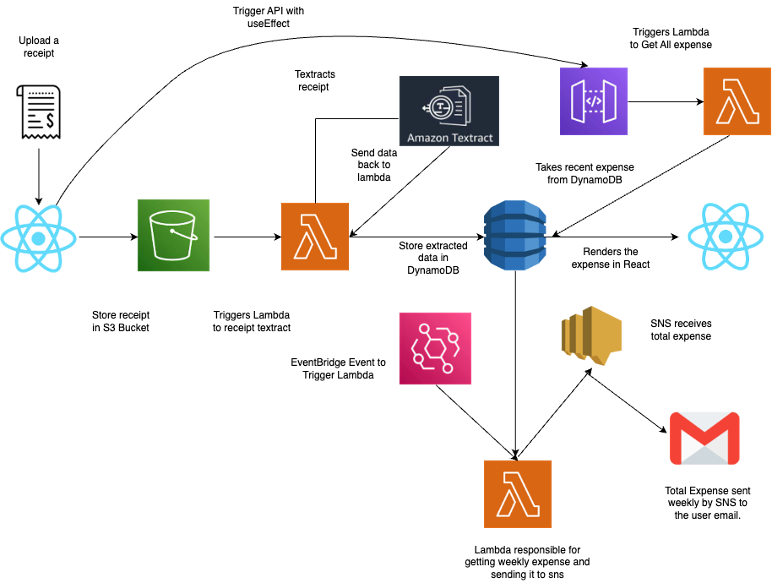 Trigger API with
useEffect
Upload a
receipt
Triggers Lambda
to Get All expense
Textracts
receipt
$
T
</>
Amazon Textract
Send data
back to
lambda
Takes recent expense
from DynamoDB
Store extracted
data in
DynamoDB
Renders the
expense in React
Store receipt
in S3 Bucket
Triggers Lambda
to receipt textract
SNS receives
total expense
EventBridge Event to
Trigger Lambda
Total Expense sent
weekly by SNS to
the user email.
Lambda responsible for
getting weekly expense and
sending it to sns